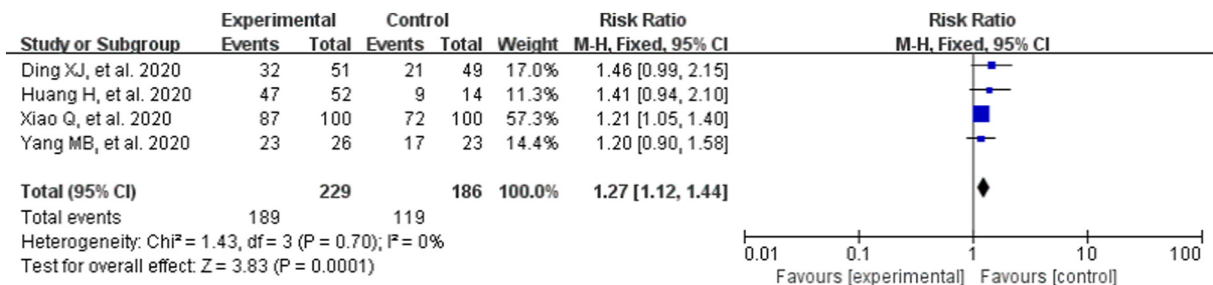 Experimental Control Risk Ratio Risk Ratio
Study or Subgroup Events Total Events Total Weight M-H, Fixed, 95% CI M-H, Fixed, 95% CI
Ding XJ, et al. 2020 32 51 21 49 17.0% 1.46 [0.99, 2.15]
Huang H, et al. 2020 47 52 9 14 11.3% 1.41 [0.94, 2.10]
Xiao Q, et al. 2020 87 100 72 100 57.3% 1.21 [1.05, 1.40]
Yang MB, et al. 2020 23 26 17 23 14.4% 1.20 [0.90, 1.58]
Total (95% CI) 229 186 100.0% 1.27 [1.12, 1.44]
Total events 189 119
Heterogeneity: Chi² = 1.43, df = 3 (P = 0.70); I² = 0%
Test for overall effect: Z = 3.83 (P = 0.0001)
0.01 0.1 1 10 100
Favours [experimental] Favours [control]